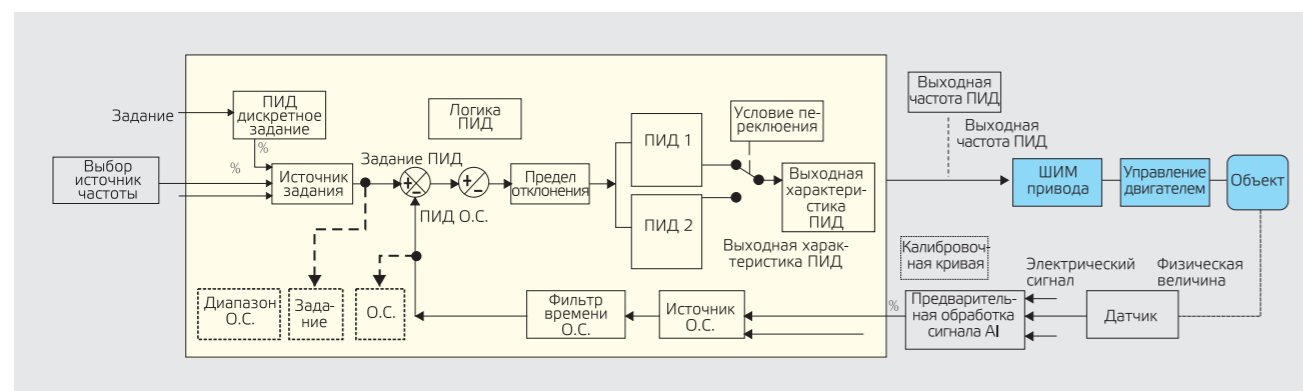 Задание
ПИД
дискретное
задание
%
%
Выбор
источник
частоты
Источник
задания
Логика
ПИД
Задание ПИД
+
−
+
−
ПИД О.С.
Предел
отклонения
ПИД 1
ПИД 2
Условие пе-
реклюения
Выходная
характери-
стика
ПИД
Выходная харак-
теристика ПИД
Выходная
частота ПИД
Выходная
частота ПИД
ШИМ
привода
Управление
двигателем
Объект
Диапазон
О.С.
Зада-
ние
О.С.
Фильтр
времени
О.С.
Источник
О.С.
%
Калибровоч-
ная кривая
Предваритель-
ная обработка
сигнала AI
Электрический
сигнал
Физическая
величина
Датчик